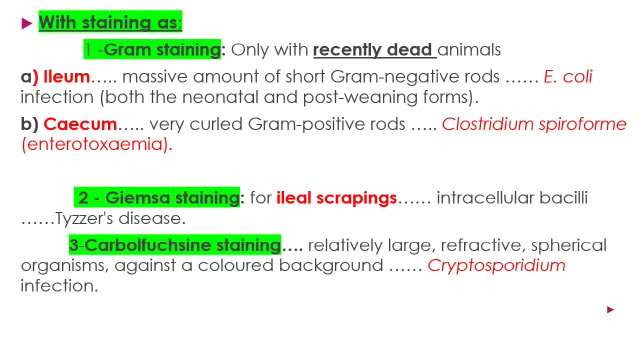 With staining as:
1 -Gram staining: Only with recently dead animals
a) Ileum….. massive amount of short Gram-negative rods …… E. coli
infection (both the neonatal and post-weaning forms).
b) Caecum….. very curled Gram-positive rods ….. Clostridium spiroforme
(enterotoxaemia).
2 - Giemsa staining: for ileal scrapings…… intracellular bacilli
……Tyzzer's disease.
3-Carbolfuchsine staining…. relatively large, refractive, spherical
organisms, against a coloured background …… Cryptosporidium
infection.